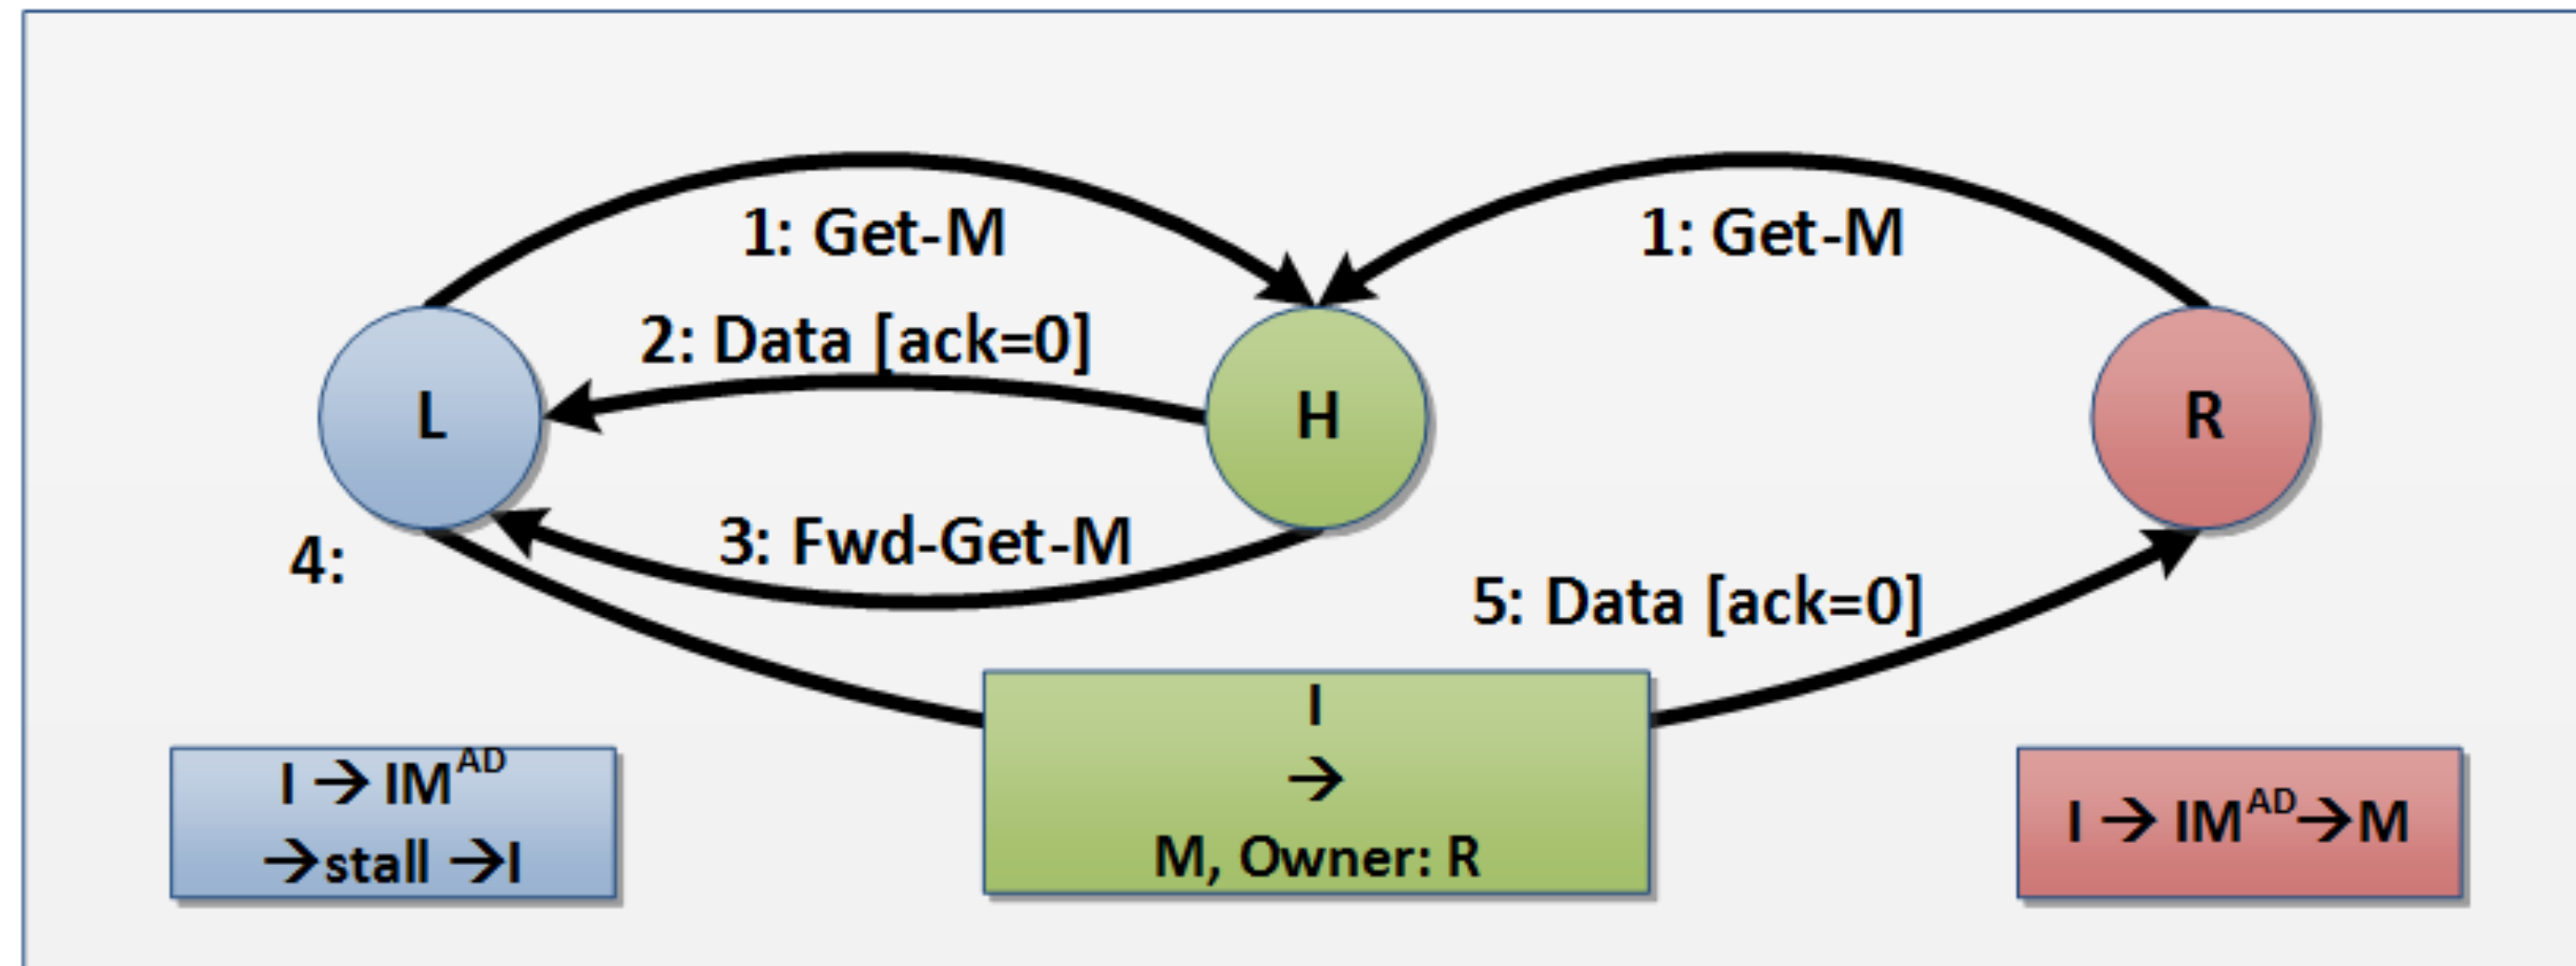 1: Get-M
1: Get-M
2: Data [ack=0]
L
H
R
3: Fwd-Get-M
4:
5: Data [ack=0]
I → IM^AD
→stall →I
I
→
M, Owner: R
I → IM^AD→M